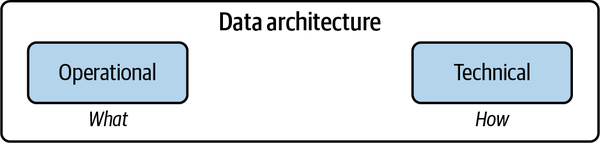 Data architecture
Operational
Technical
What
How